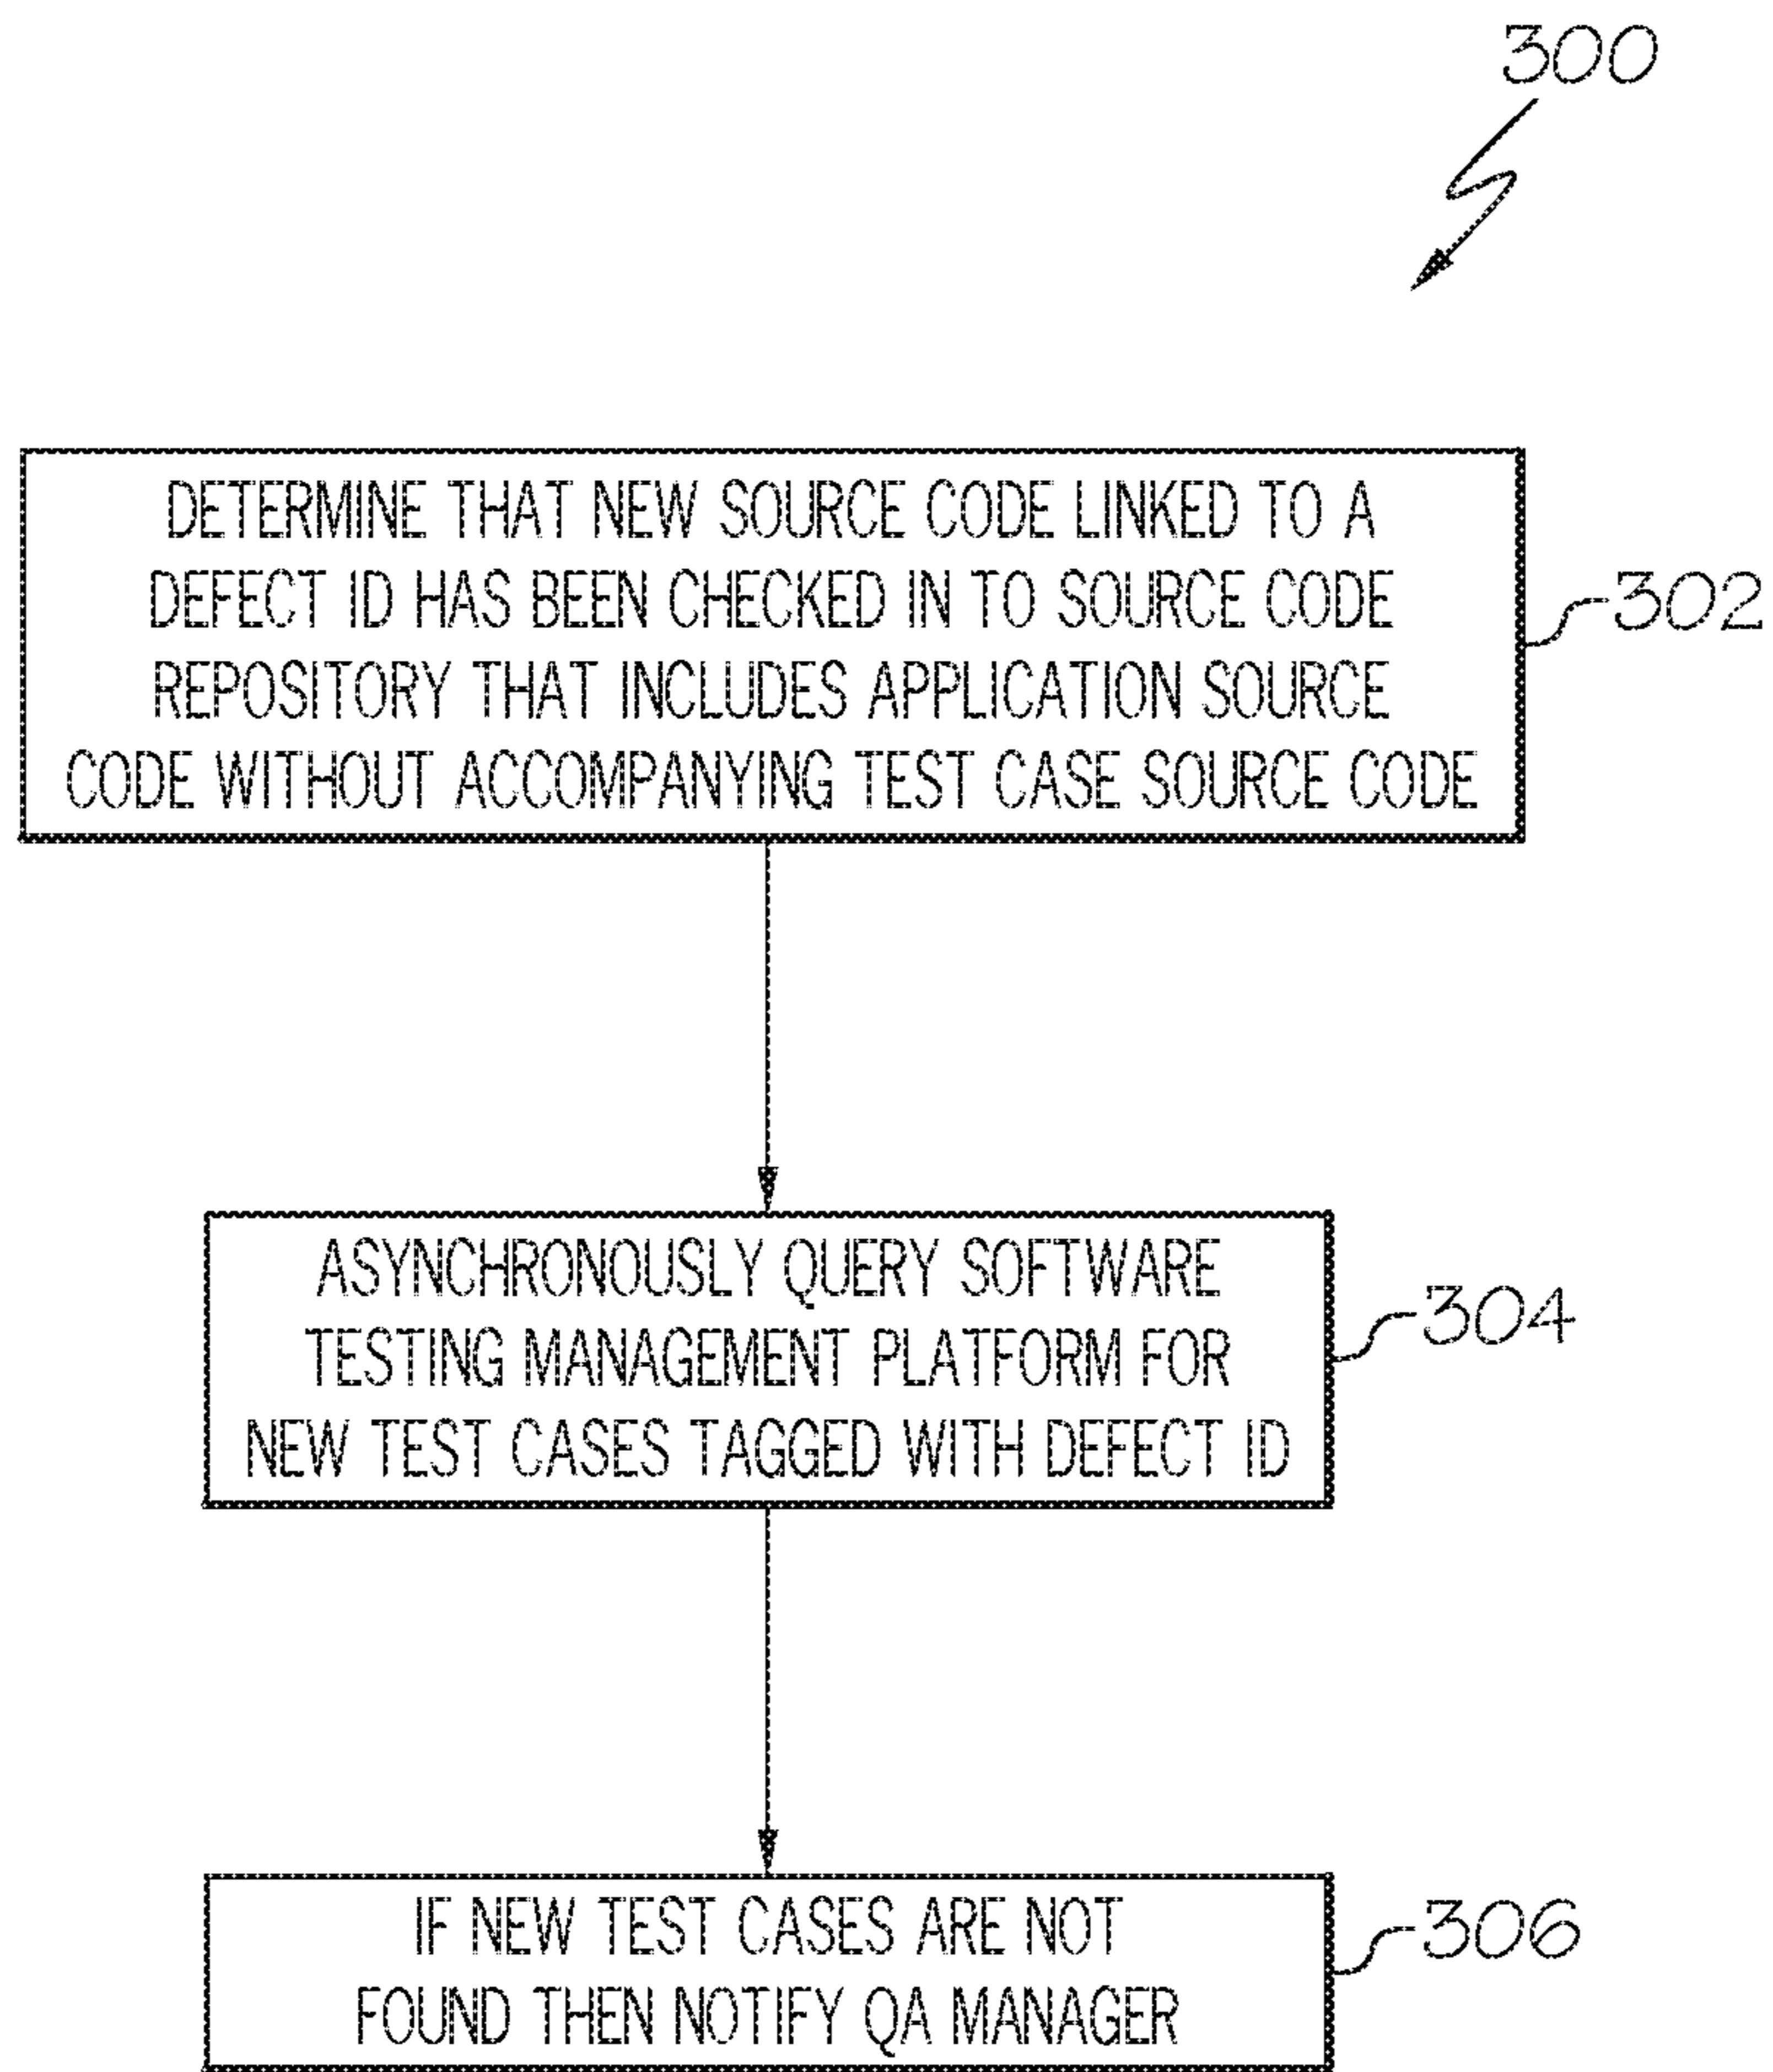 300
DETERMINE THAT NEW SOURCE CODE LINKED TO A
DEFECT ID HAS BEEN CHECKED IN TO SOURCE CODE
REPOSITORY THAT INCLUDES APPLICATION SOURCE
CODE WITHOUT ACCOMPANYING TEST CASE SOURCE CODE
302
ASYNCHRONOUSLY QUERY SOFTWARE
TESTING MANAGEMENT PLATFORM FOR
NEW TEST CASES TAGGED WITH DEFECT ID
304
IF NEW TEST CASES ARE NOT
FOUND THEN NOTIFY QA MANAGER
306